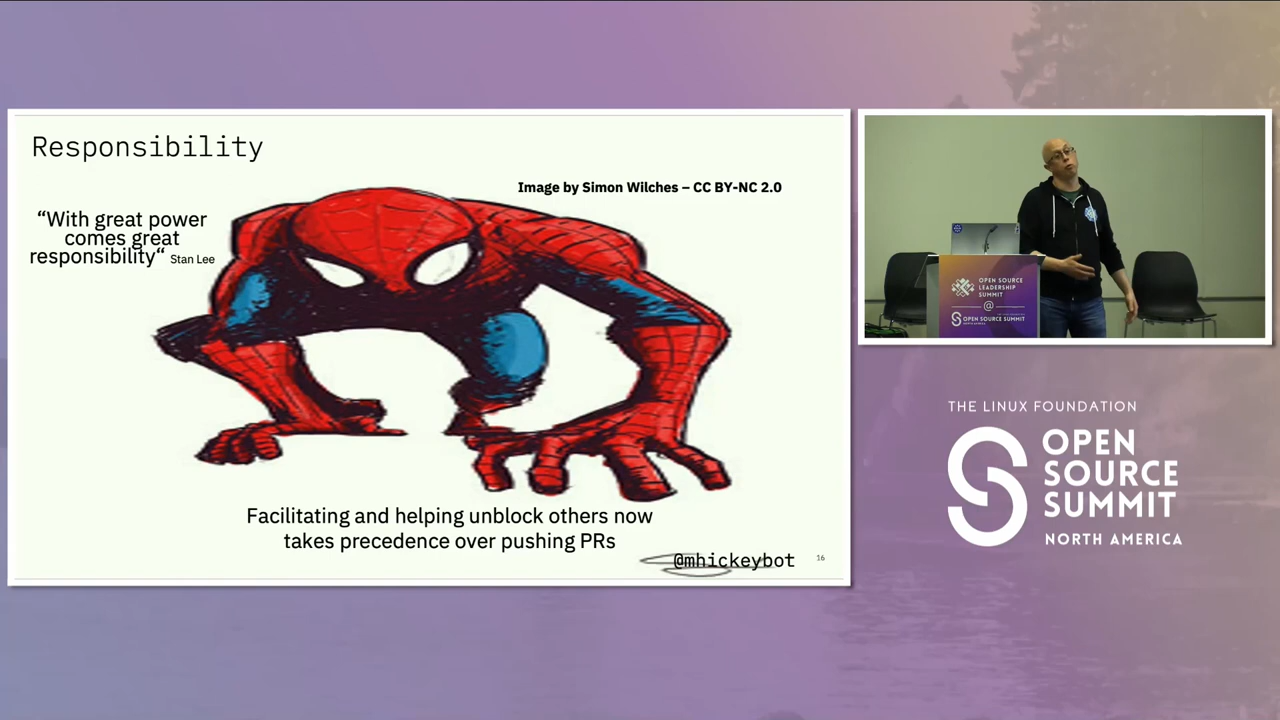 Responsibility
Image by Simon Wilches – CC BY-NC 2.0
“With great power
comes great
responsibility“ Stan Lee
Facilitating and helping unblock others now
takes precedence over pushing PRs
@mhickeybot
16
OPEN SOURCE
LEADERSHIP
SUMMIT
@
OPEN SOURCE SUMMIT
NORTH AMERICA
THE LINUX FOUNDATION
OPEN
SOURCE
SUMMIT
NORTH AMERICA